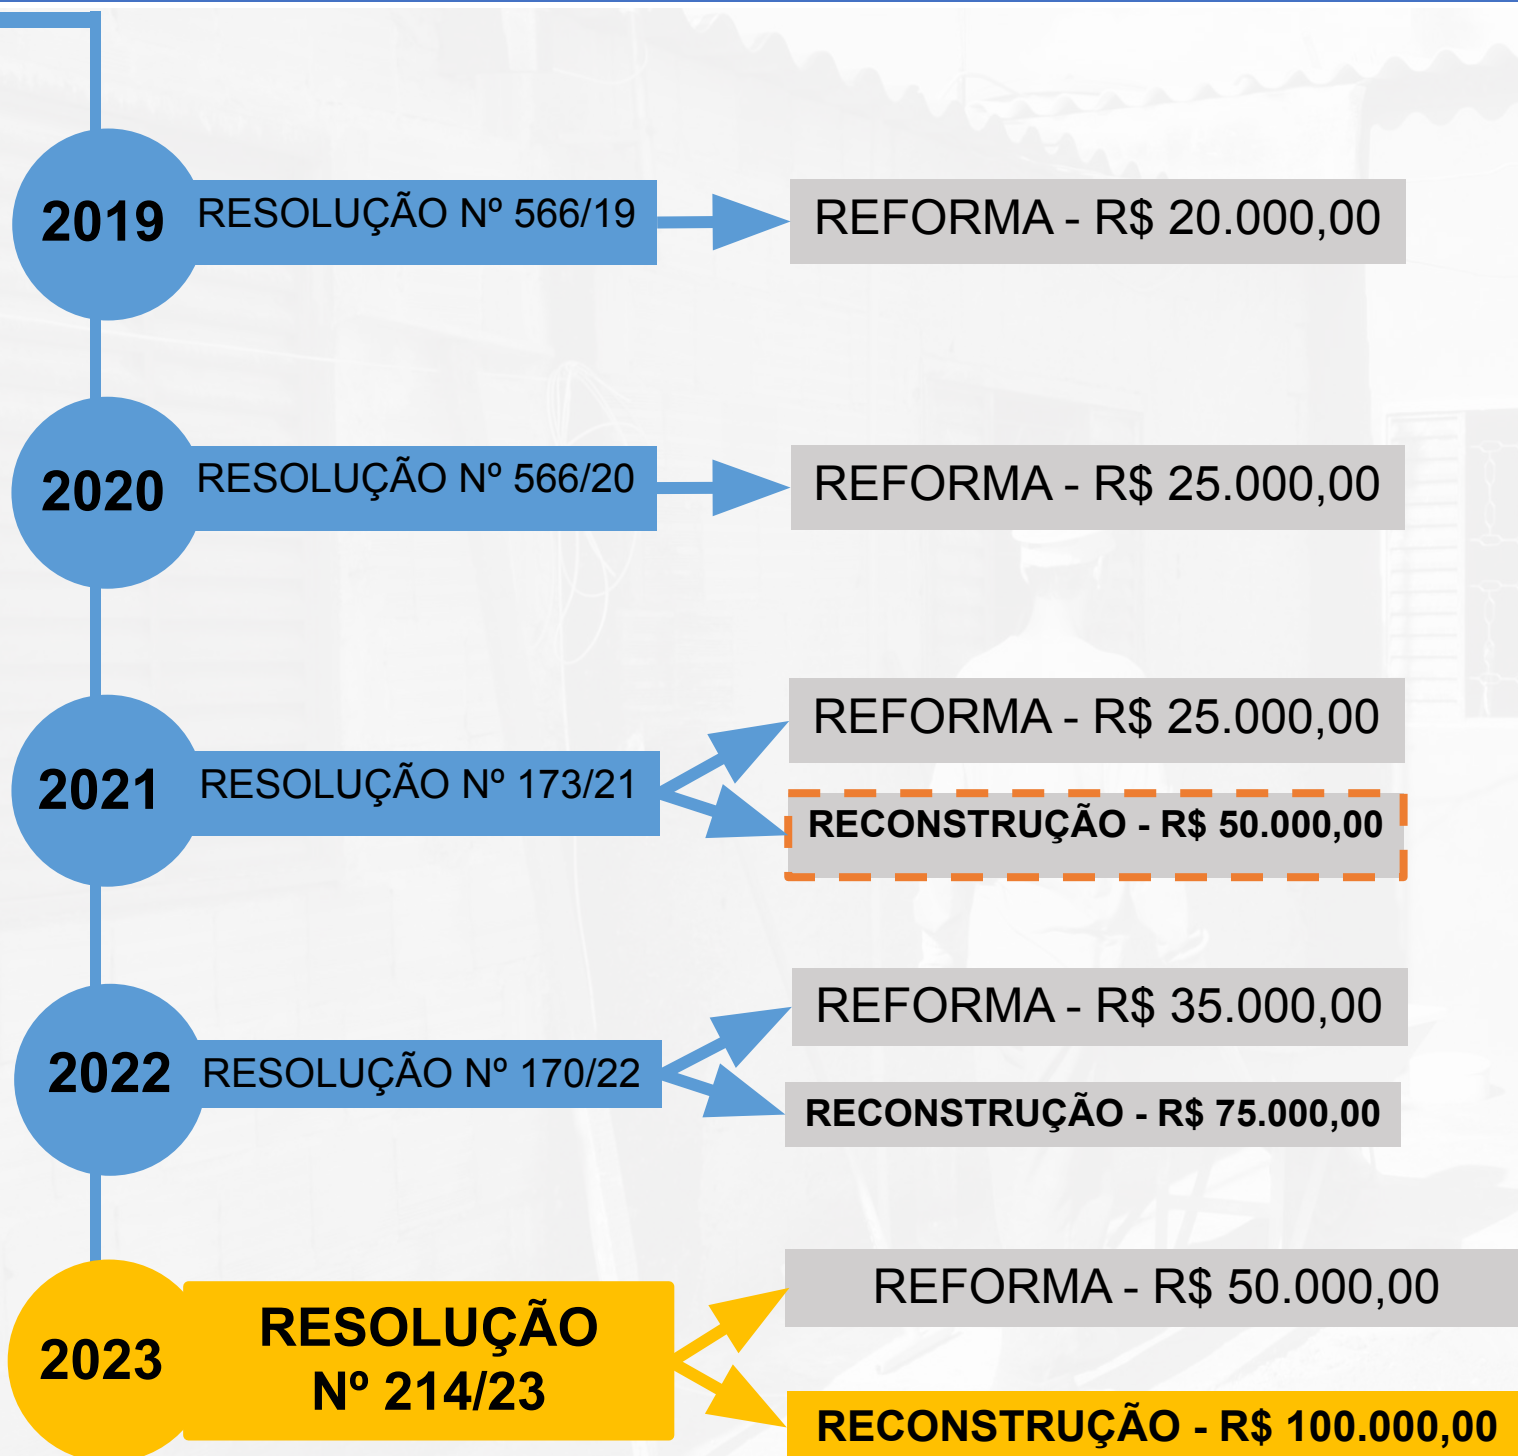 2019
RESOLUÇÃO Nº 566/19
REFORMA - R$ 20.000,00
2020
RESOLUÇÃO Nº 566/20
REFORMA - R$ 25.000,00
2021
RESOLUÇÃO Nº 173/21
REFORMA - R$ 25.000,00
RECONSTRUÇÃO - R$ 50.000,00
2022
RESOLUÇÃO Nº 170/22
REFORMA - R$ 35.000,00
RECONSTRUÇÃO - R$ 75.000,00
2023
RESOLUÇÃO
Nº 214/23
REFORMA - R$ 50.000,00
RECONSTRUÇÃO - R$ 100.000,00